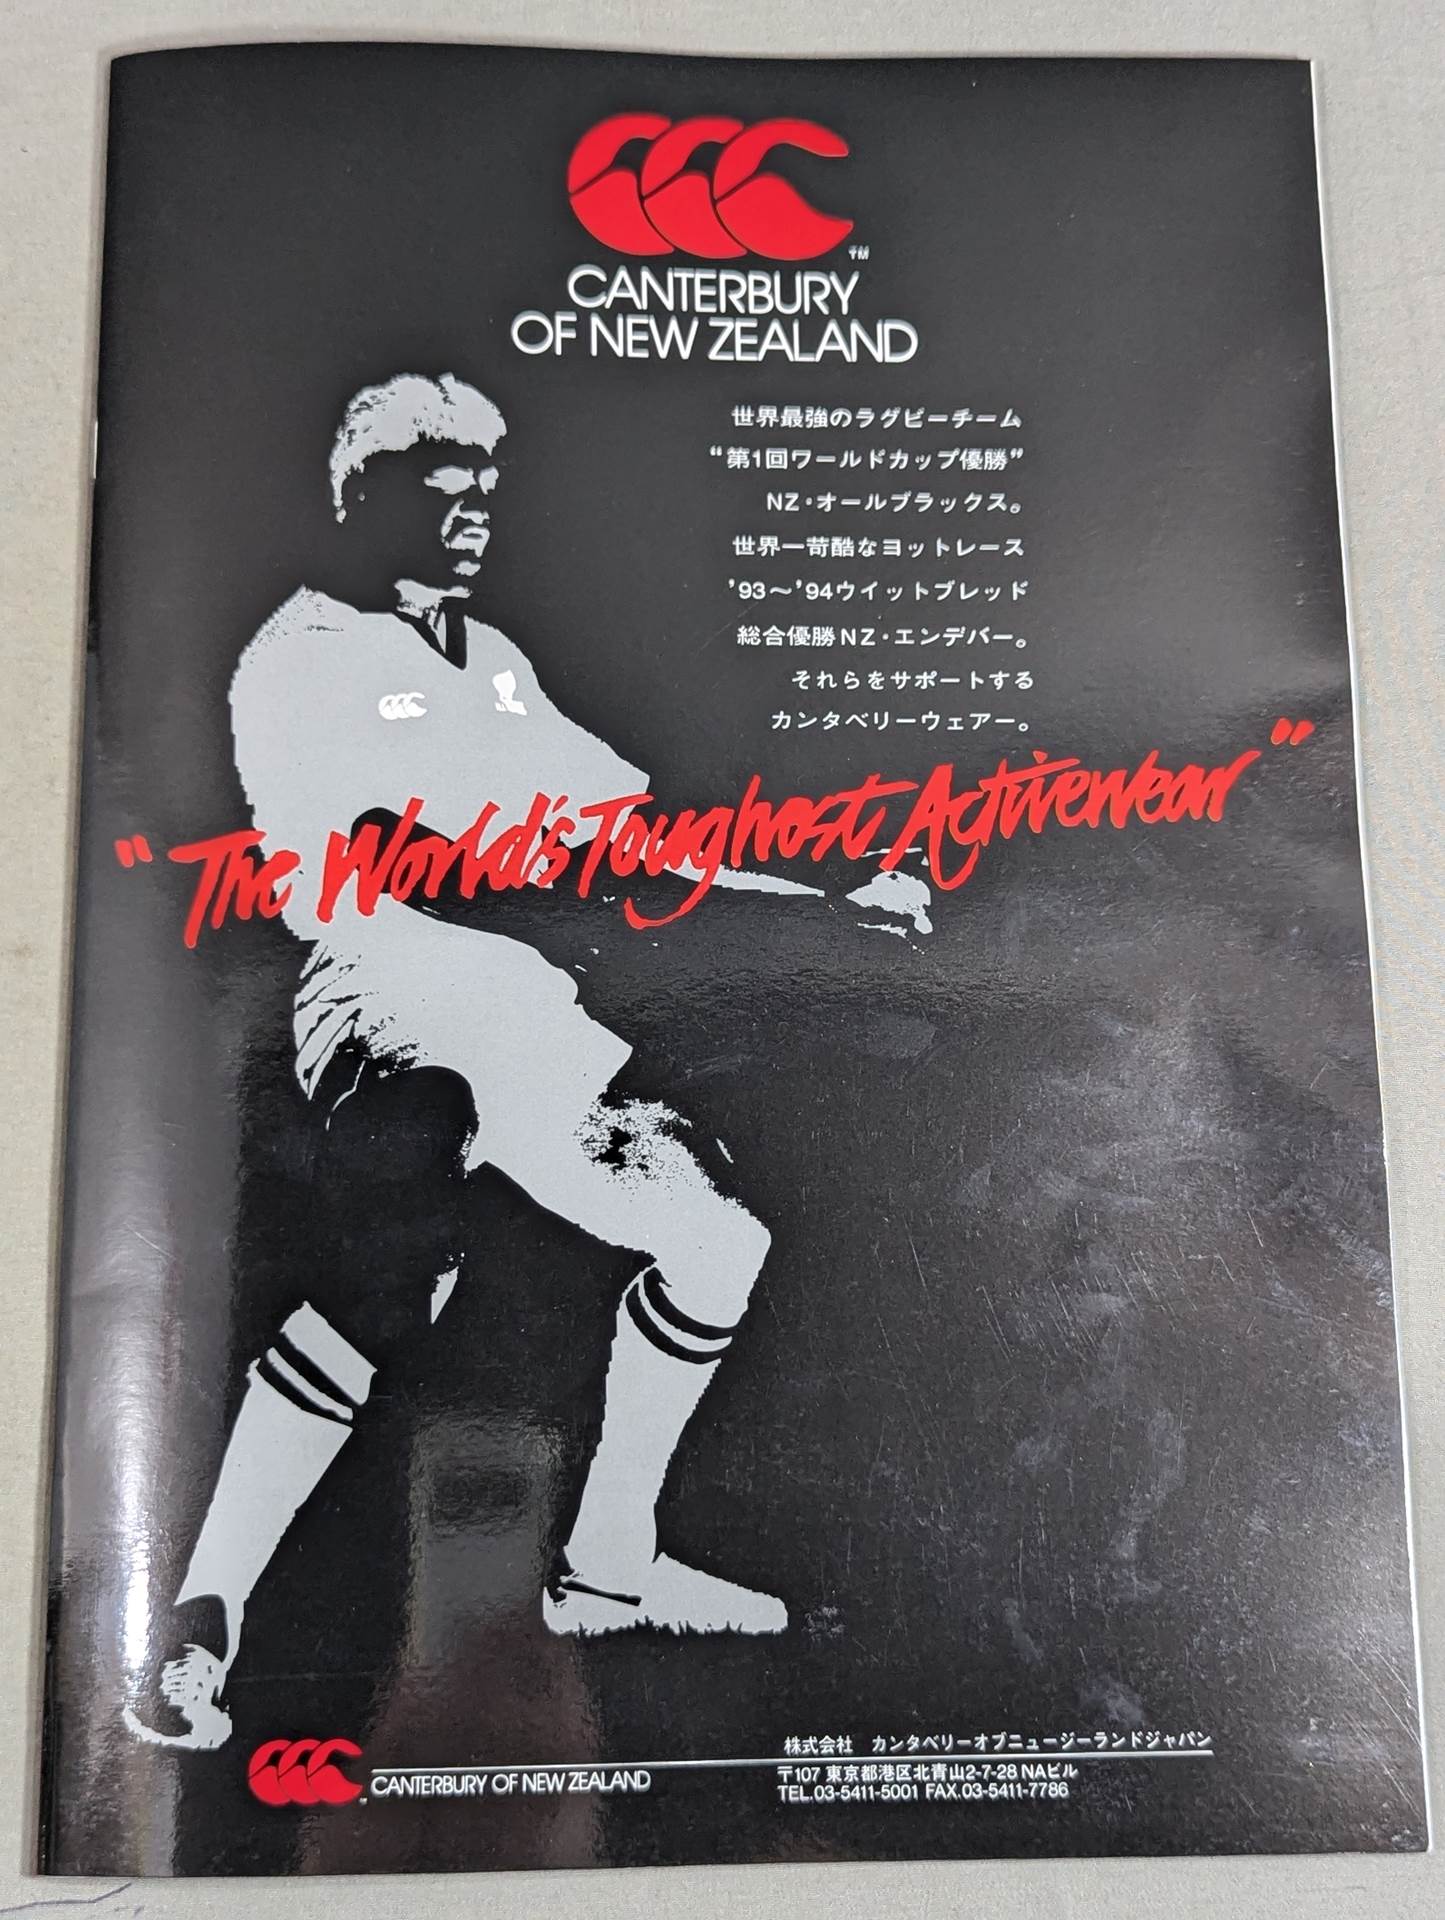 CANTERBURY
OF NEW ZEALAND
TM
世界最強のラグビーチーム
“第1回ワールドカップ優勝”
NZ・オールブラックス。
世界一苛酷なヨットレース
’93〜’94ウイットブレッド
総合優勝NZ・エンデバー。
それらをサポートする
カンタベリーウェアー。
"The World's Toughest Activewear"
株式会社 カンタベリーオブニュージーランドジャパン
CANTERBURY OF NEW ZEALAND
〒107 東京都港区北青山2-7-28 NAビル
TEL.03-5411-5001 FAX.03-5411-7786